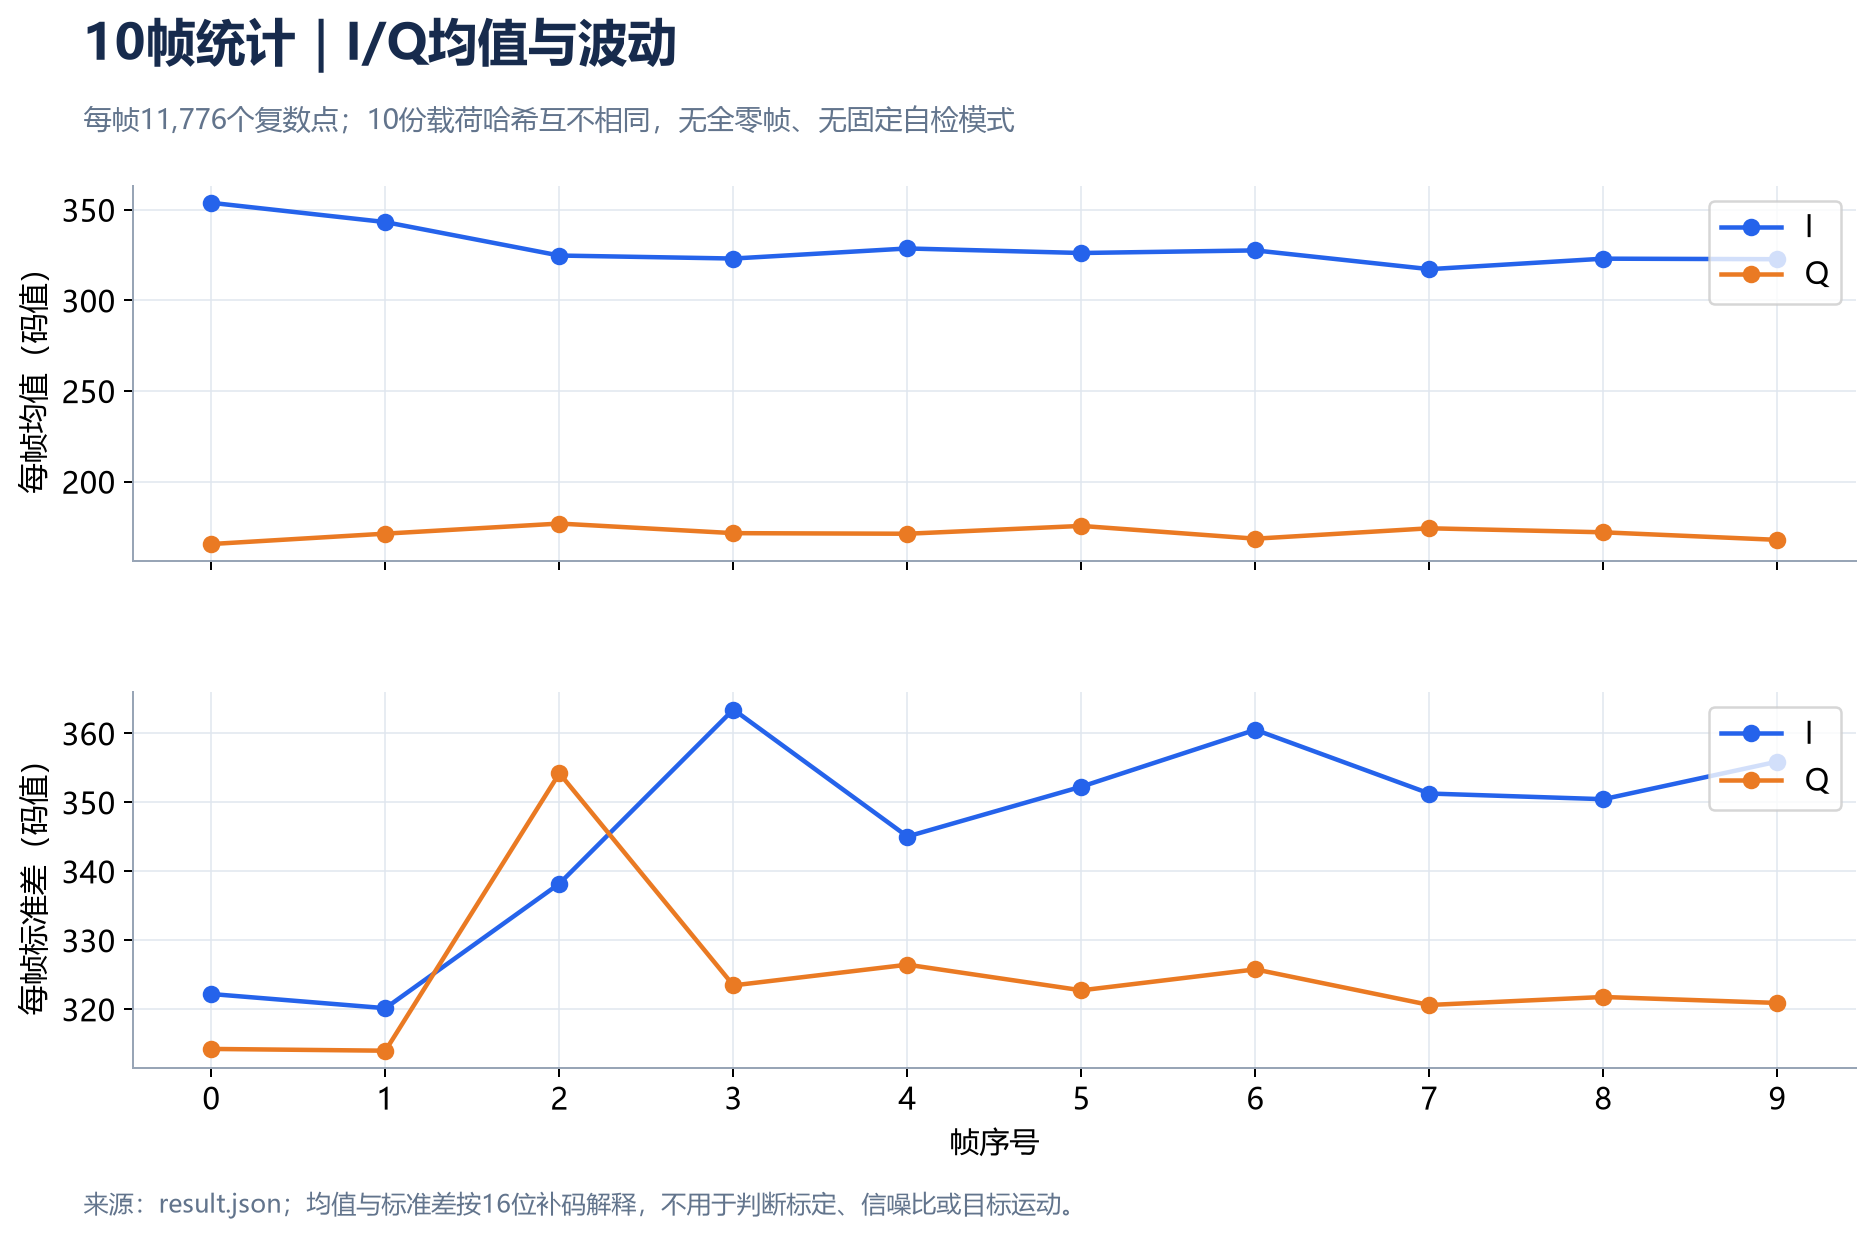 10帧统计｜I/Q均值与波动
每帧11,776个复数点；10份载荷哈希互不相同，无全零帧、无固定自检模式
每帧均值（码值）
350
300
250
200
I
Q
每帧标准差（码值）
360
350
340
330
320
I
Q
0 1 2 3 4 5 6 7 8 9
帧序号
来源：result.json；均值与标准差按16位补码解释，不用于判断标定、信噪比或目标运动。